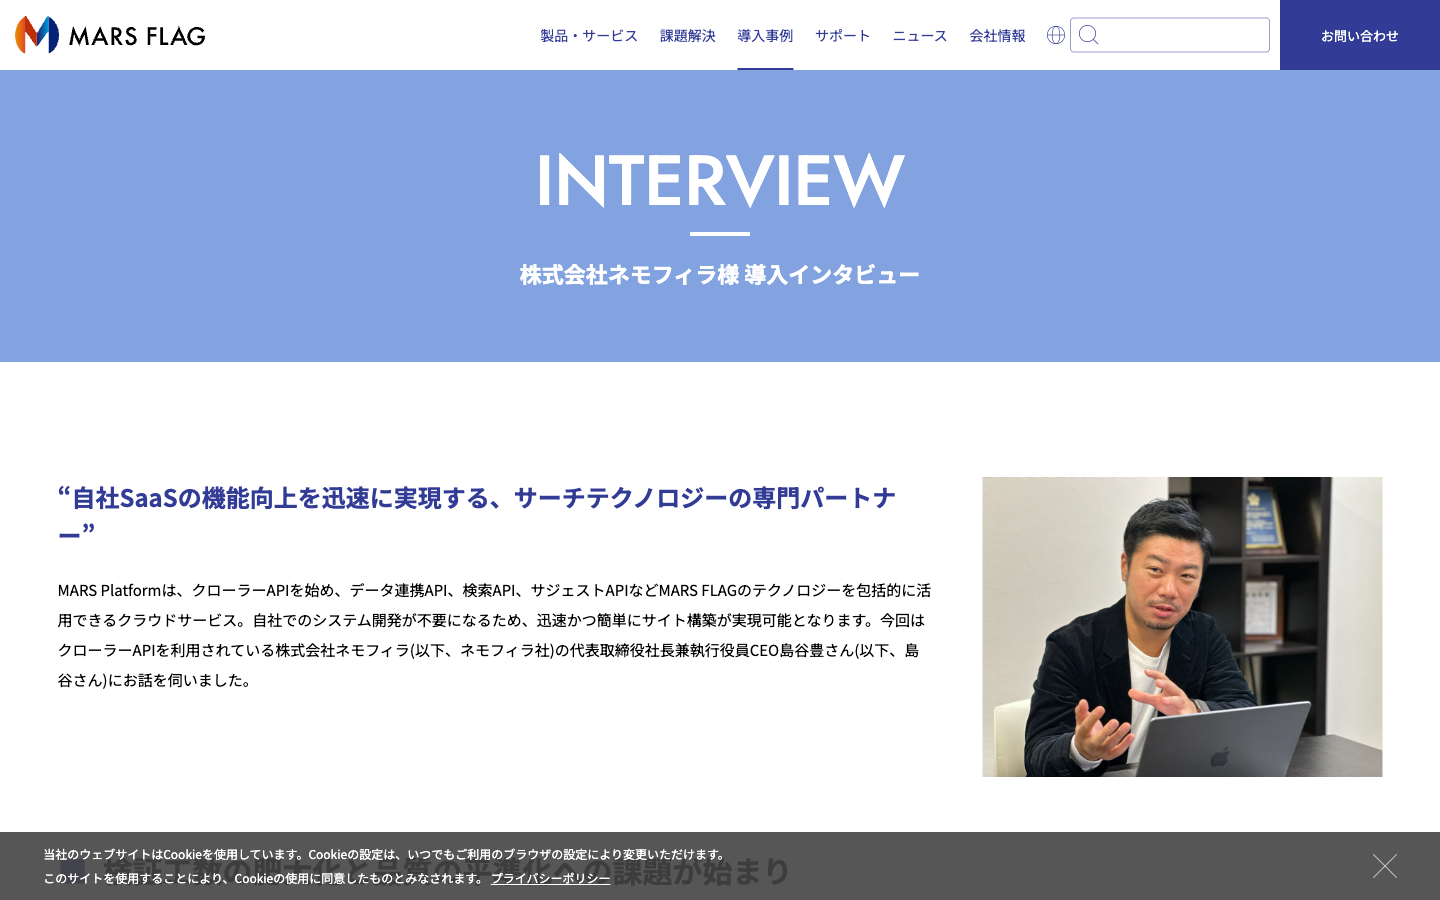 MARS FLAG
製品・サービス 課題解決 導入事例 サポート ニュース 会社情報 お問い合わせ
INTERVIEW
株式会社ネモフィラ様 導入インタビュー
“自社SaaSの機能向上を迅速に実現する、サーチテクノロジーの専門パートナ
ー”
MARS Platformは、クローラーAPIを始め、データ連携API、検索API、サジェストAPIなどMARS FLAGのテクノロジーを包括的に活
用できるクラウドサービス。自社でのシステム開発が不要になるため、迅速かつ簡単にサイト構築が実現可能となります。今回は
クローラーAPIを利用されている株式会社ネモフィラ(以下、ネモフィラ社)の代表取締役社長兼執行役員CEO島谷豊さん(以下、島
谷さん)にお話を伺いました。
検証工数の肥大化と品質の平準化への課題が始まり
当社のウェブサイトはCookieを使用しています。Cookieの設定は、いつでもご利用のブラウザの設定により変更いただけます。
このサイトを使用することにより、Cookieの使用に同意したものとみなされます。 プライバシーポリシー